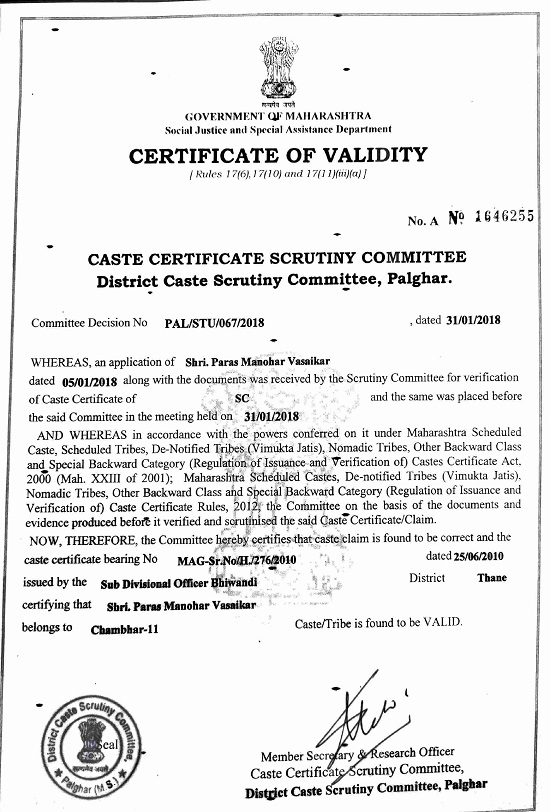 सत्यमेव जयते
GOVERNMENT OF MAHARASHTRA
Social Justice and Special Assistance Department
CERTIFICATE OF VALIDITY
[ Rules 17(6), 17(10) and 17(11)(iii)(a) ]
No. A Nº 1646255
CASTE CERTIFICATE SCRUTINY COMMITTEE
District Caste Scrutiny Committee, Palghar.
Committee Decision No PAL/STU/067/2018 , dated 31/01/2018
WHEREAS, an application of Shri. Paras Manohar Vasaikar
dated 05/01/2018 along with the documents was received by the Scrutiny Committee for verification
of Caste Certificate of SC and the same was placed before
the said Committee in the meeting held on 31/01/2018
AND WHEREAS in accordance with the powers conferred on it under Maharashtra Scheduled
Caste, Scheduled Tribes, De-Notified Tribes (Vimukta Jatis), Nomadic Tribes, Other Backward Class
and Special Backward Category (Regulation of Issuance and Verification of) Castes Certificate Act,
2000 (Mah. XXIII of 2001); Maharashtra Scheduled Castes, De-notified Tribes (Vimukta Jatis),
Nomadic Tribes, Other Backward Class and Special Backward Category (Regulation of Issuance and
Verification of) Caste Certificate Rules, 2012, the Committee on the basis of the documents and
evidence produced before it verified and scrutinised the said Caste Certificate/Claim.
NOW, THEREFORE, the Committee hereby certifies that caste claim is found to be correct and the
caste certificate bearing No MAG-Sr.No/H./276/2010 dated 25/06/2010
issued by the Sub Divisional Officer Bhiwandi District Thane
certifying that Shri. Paras Manohar Vasaikar
belongs to Chambhar-11 Caste/Tribe is found to be VALID.
District Caste Scrutiny Committee,
Seal
सत्यमेव जयते
Palghar (M.S.)
Member Secretary & Research Officer
Caste Certificate Scrutiny Committee,
District Caste Scrutiny Committee, Palghar